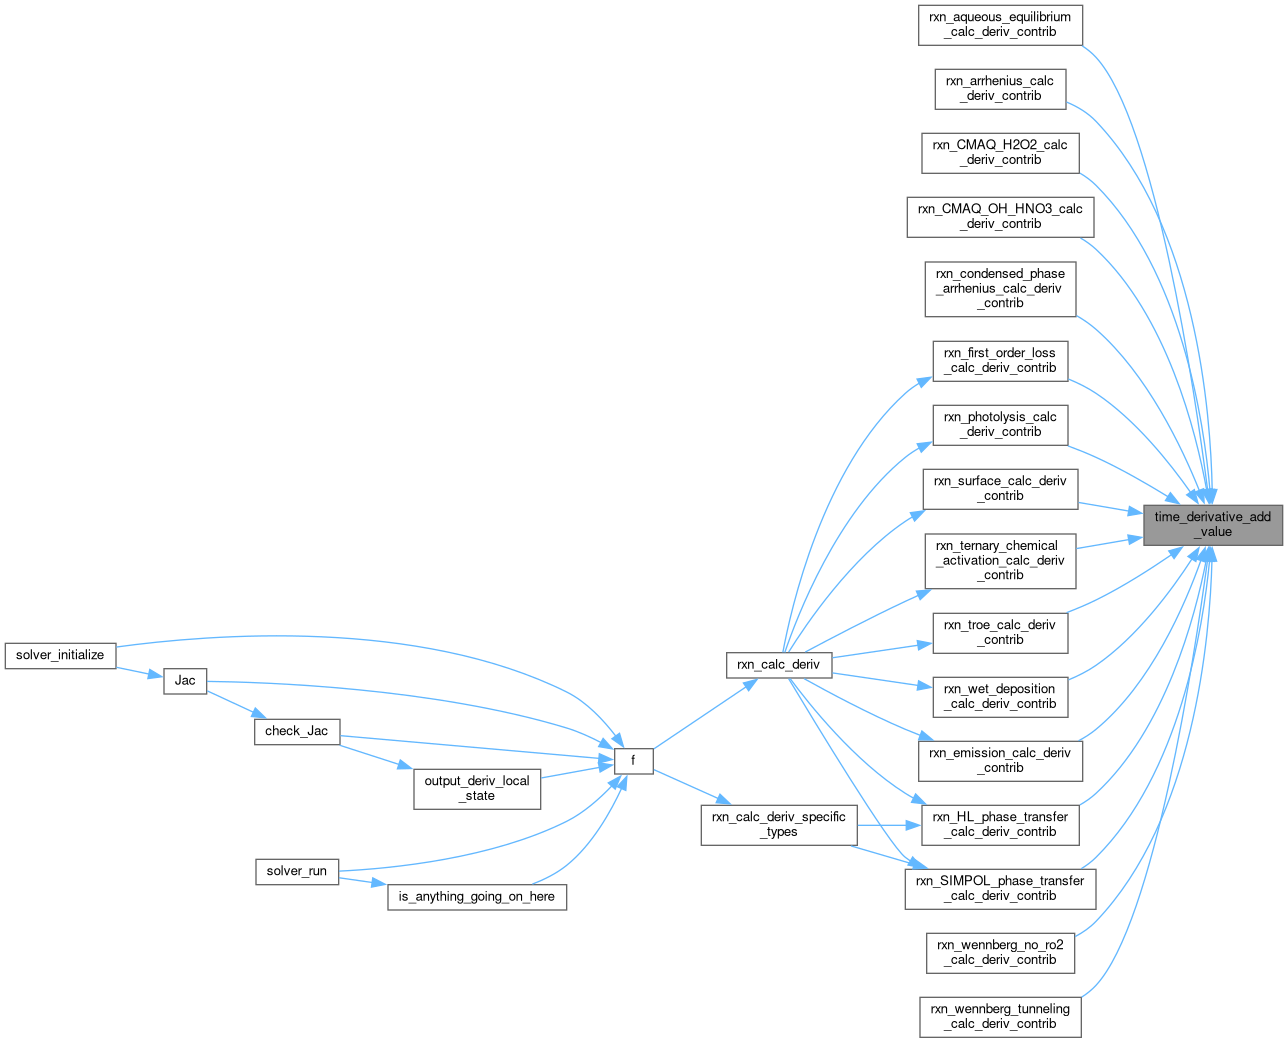 rxn_aqueous_equilibrium
_calc_deriv_contrib
rxn_arrhenius_calc
_deriv_contrib
rxn_CMAQ_H2O2_calc
_deriv_contrib
rxn_CMAQ_OH_HNO3_calc
_deriv_contrib
rxn_condensed_phase
_arrhenius_calc_deriv
_contrib
rxn_first_order_loss
_calc_deriv_contrib
rxn_photolysis_calc
_deriv_contrib
rxn_surface_calc_deriv
_contrib
time_derivative_add
_value
rxn_ternary_chemical
_activation_calc_deriv
_contrib
rxn_troe_calc_deriv
_contrib
solver_initialize
rxn_calc_deriv
Jac
rxn_wet_deposition
_calc_deriv_contrib
check_Jac
f
rxn_emission_calc_deriv
_contrib
output_deriv_local
_state
rxn_calc_deriv_specific
_types
rxn_HL_phase_transfer
_calc_deriv_contrib
solver_run
is_anything_going_on_here
rxn_SIMPOL_phase_transfer
_calc_deriv_contrib
rxn_wennberg_no_ro2
_calc_deriv_contrib
rxn_wennberg_tunneling
_calc_deriv_contrib